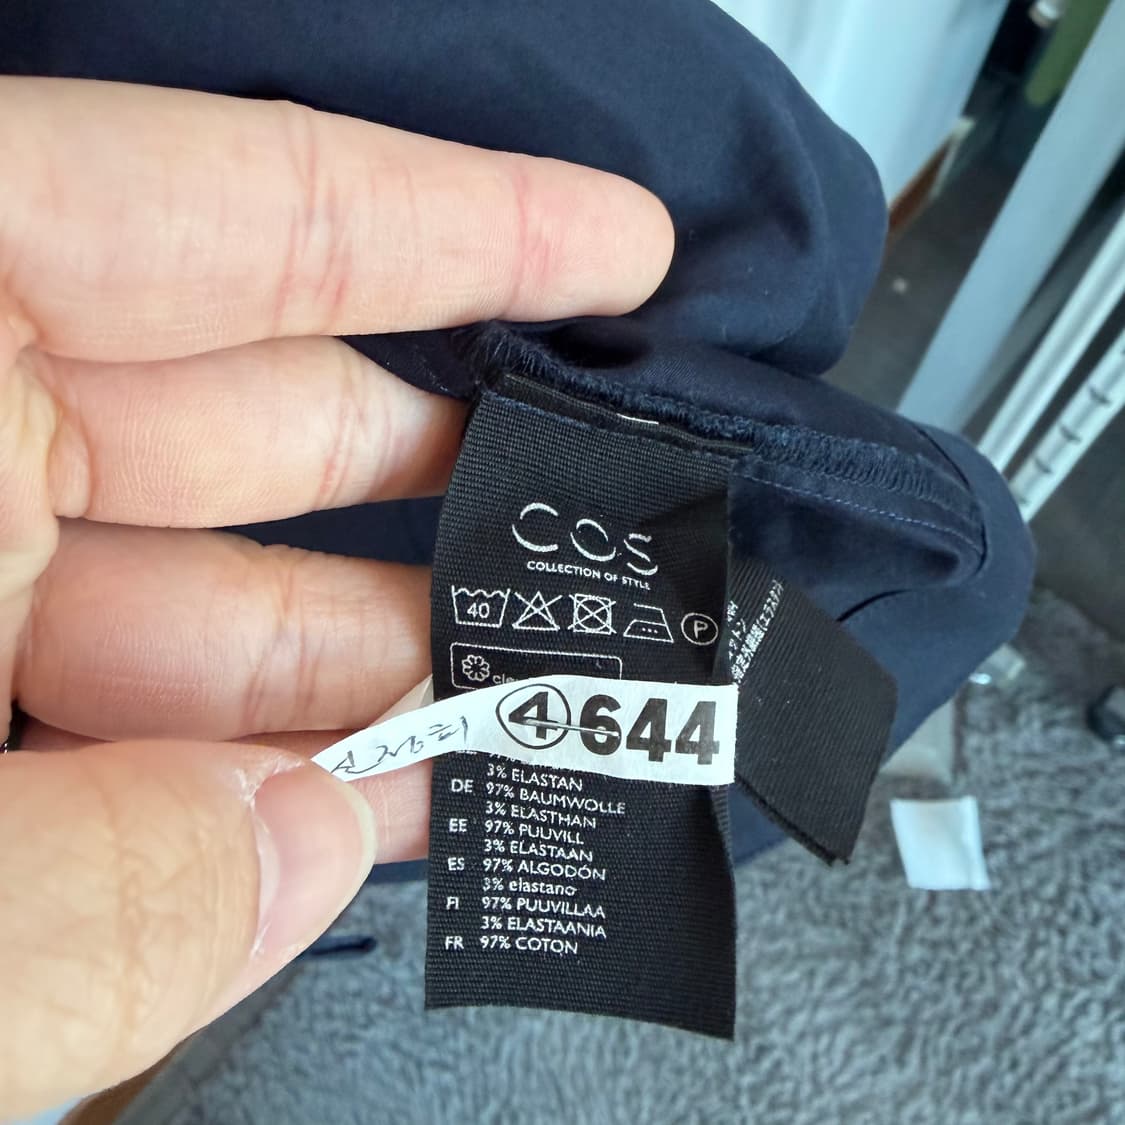 COS
COLLECTION OF STYLE
40
P
④644
3% ELASTAN
DE 97% BAUMWOLLE
3% ELASTHAN
EE 97% PUUVILL
3% ELASTAAN
ES 97% ALGODÓN
3% elastano
FI 97% PUUVILLAA
3% ELASTAANIA
FR 97% COTON